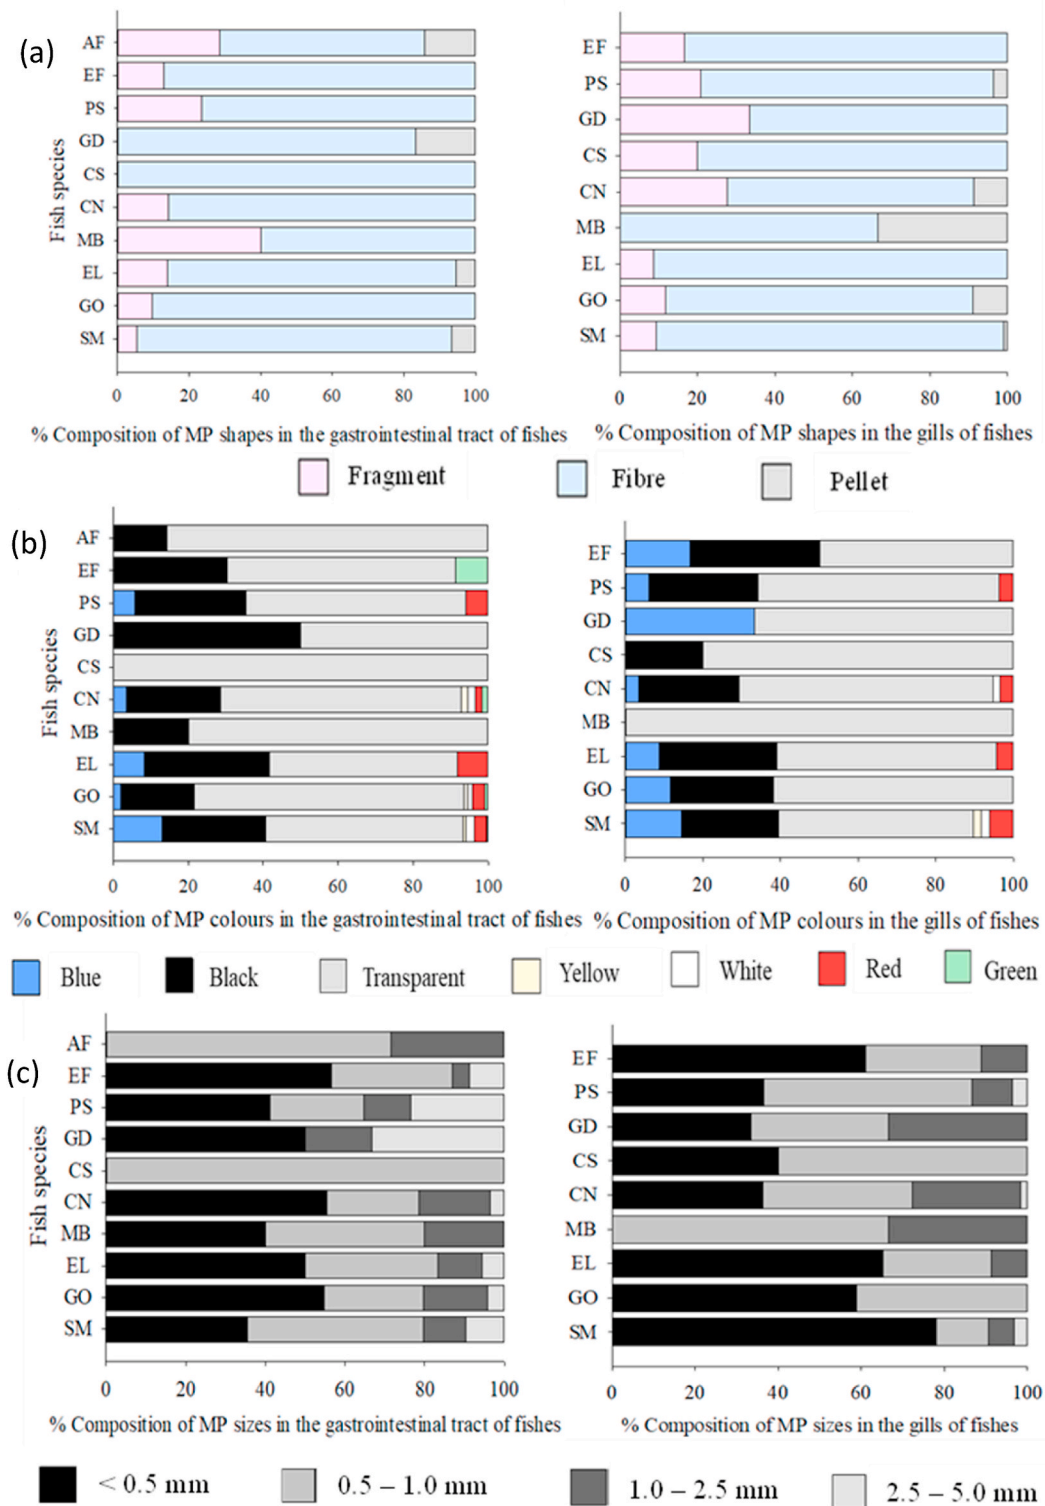 (a)
Fish species
AF
EF
PS
GD
CS
CN
MB
EL
GO
SM
0 20 40 60 80 100
% Composition of MP shapes in the gastrointestinal tract of fishes
EF
PS
GD
CS
CN
MB
EL
GO
SM
0 20 40 60 80 100
% Composition of MP shapes in the gills of fishes
Fragment Fibre Pellet
(b)
Fish species
AF
EF
PS
GD
CS
CN
MB
EL
GO
SM
0 20 40 60 80 100
% Composition of MP colours in the gastrointestinal tract of fishes
EF
PS
GD
CS
CN
MB
EL
GO
SM
0 20 40 60 80 100
% Composition of MP colours in the gills of fishes
Blue Black Transparent Yellow White Red Green
(c)
Fish species
AF
EF
PS
GD
CS
CN
MB
EL
GO
SM
0 20 40 60 80 100
% Composition of MP sizes in the gastrointestinal tract of fishes
EF
PS
GD
CS
CN
MB
EL
GO
SM
0 20 40 60 80 100
% Composition of MP sizes in the gills of fishes
< 0.5 mm 0.5 – 1.0 mm 1.0 – 2.5 mm 2.5 – 5.0 mm